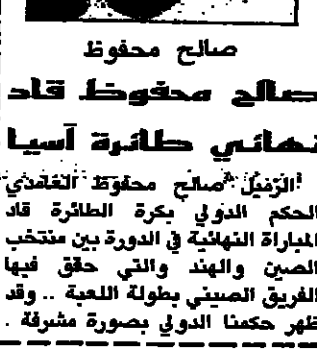 صالح محفوظ
صالح محفوظ قاد
نهائي طائرة آسيا
الزميل صالح محفوظ الغامدي
الحكم الدولي بكرة الطائرة قاد
المباراة النهائية في الدورة بين منتخب
الصين والهند والتي حقق فيها
الفريق الصيني بطولة اللعبة .. وقد
ظهر حكمنا الدولي بصورة مشرفة .